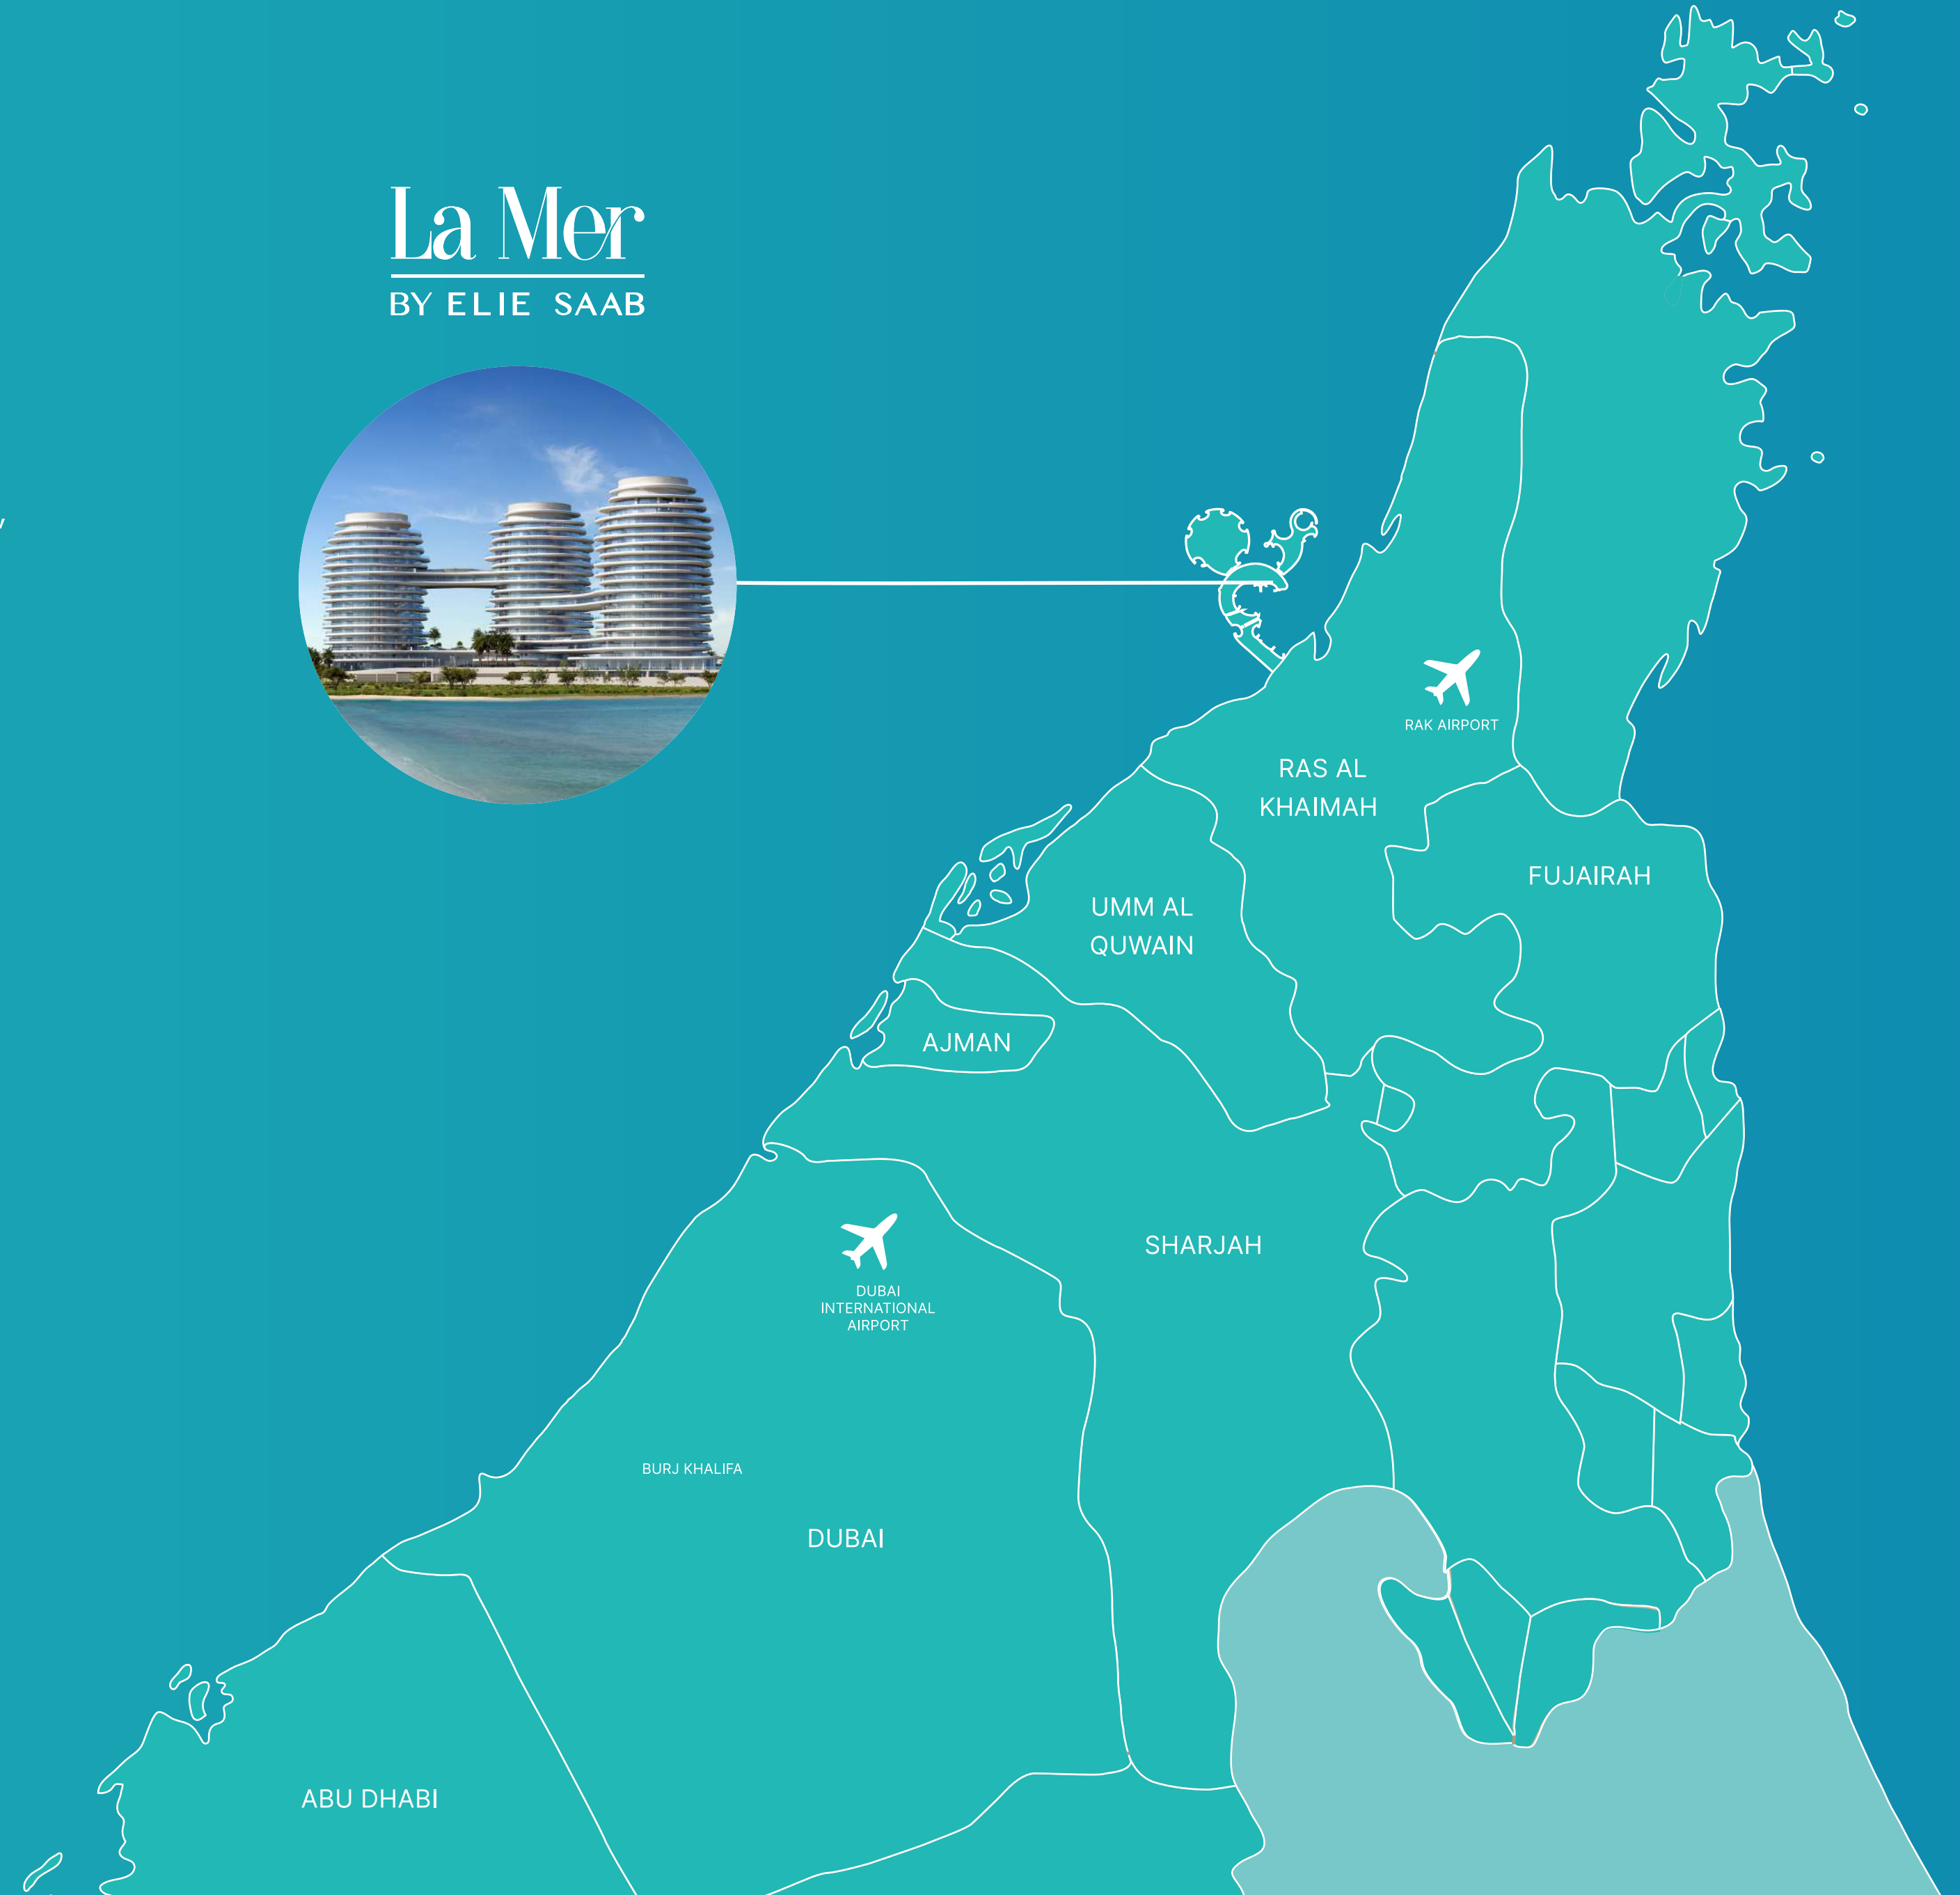 La Mer
BY ELIE SAAB
RAK AIRPORT
RAS AL
KHAIMAH
FUJAIRAH
UMM AL
QUWAIN
AJMAN
SHARJAH
DUBAI
INTERNATIONAL
AIRPORT
BURJ KHALIFA
DUBAI
ABU DHABI